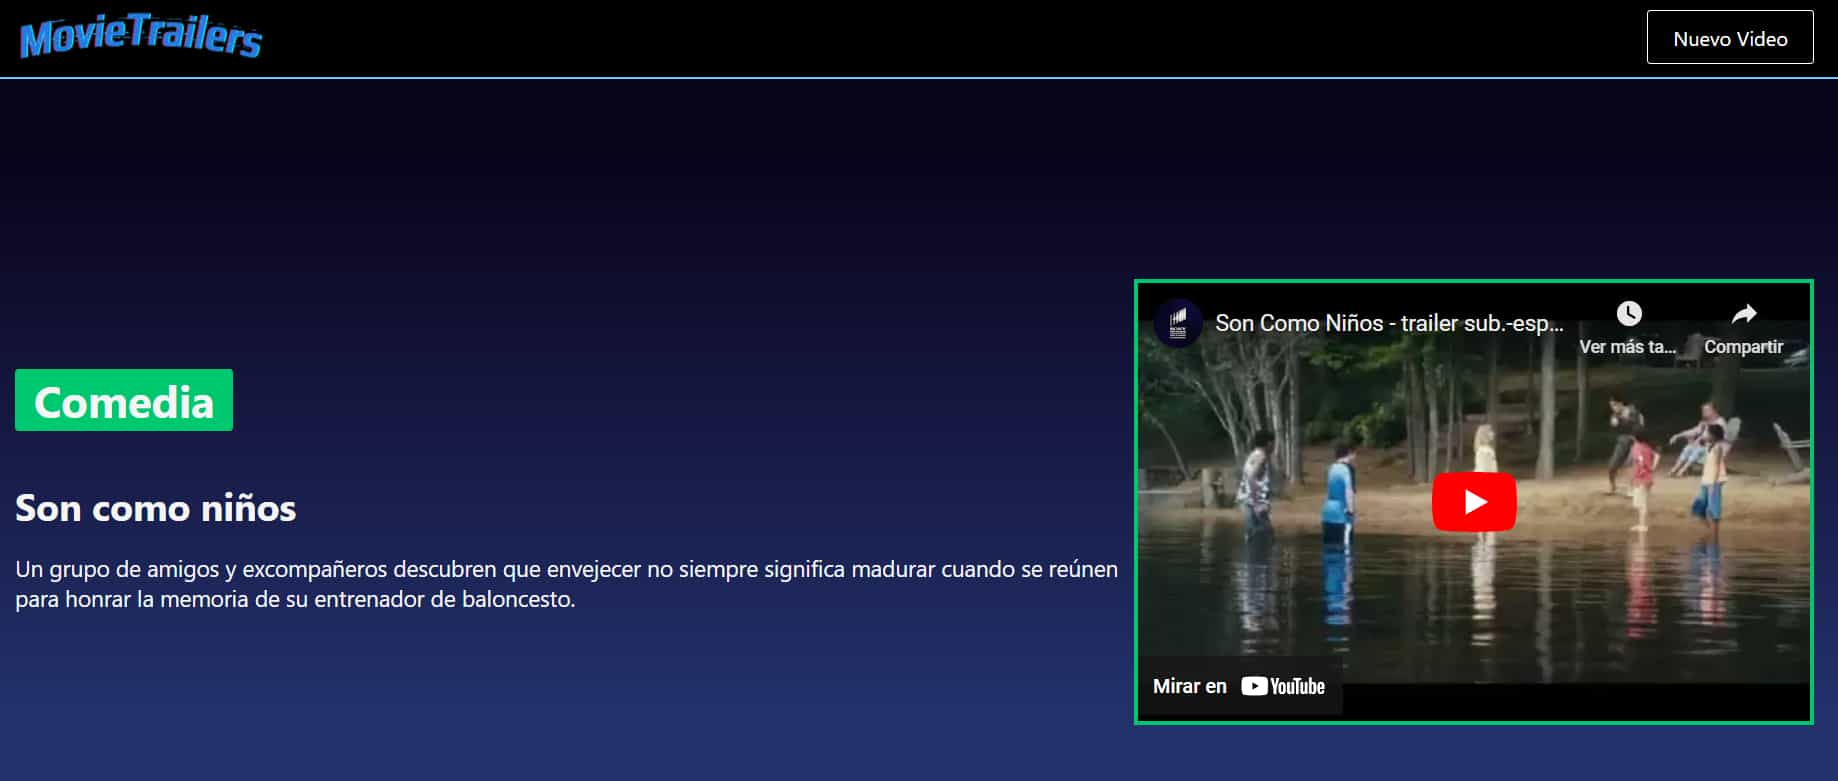 MovieTrailers
Nuevo Video
Comedia
Son como niños
Un grupo de amigos y excompañeros descubren que envejecer no siempre significa madurar cuando se reúnen
para honrar la memoria de su entrenador de baloncesto.
Son Como Niños - trailer sub.-esp...
Ver más ta...
Compartir
Mirar en YouTube